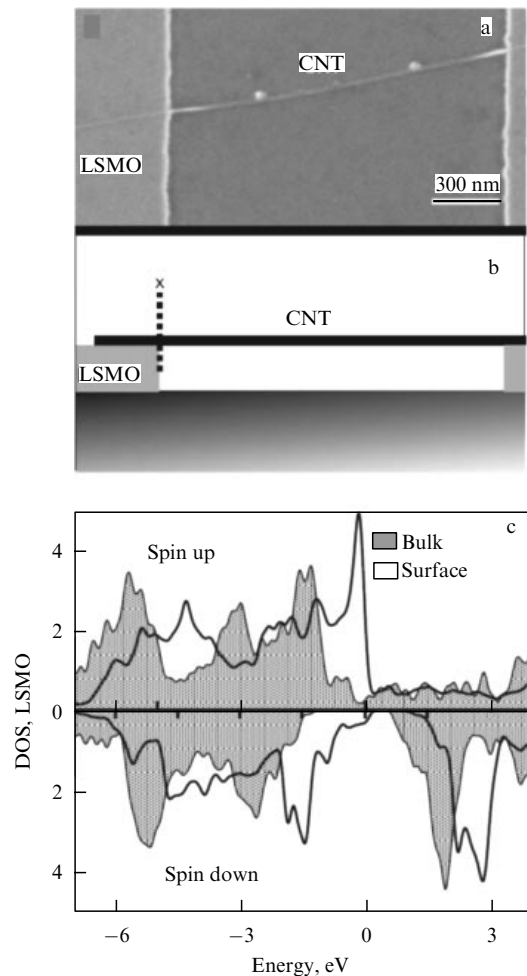 a
CNT
LSMO
300 nm
b
x
CNT
LSMO
c
Spin up
Bulk
Surface
4
2
0
2
4
DOS, LSMO
Spin down
−6 −3 0 3
Energy, eV